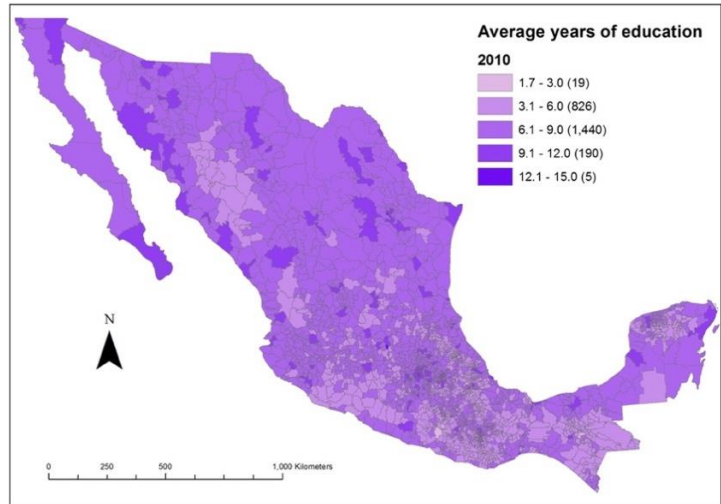 Average years of education
2010
1.7 - 3.0 (19)
3.1 - 6.0 (826)
6.1 - 9.0 (1,440)
9.1 - 12.0 (190)
12.1 - 15.0 (5)
N
0 250 500 1,000 Kilometers